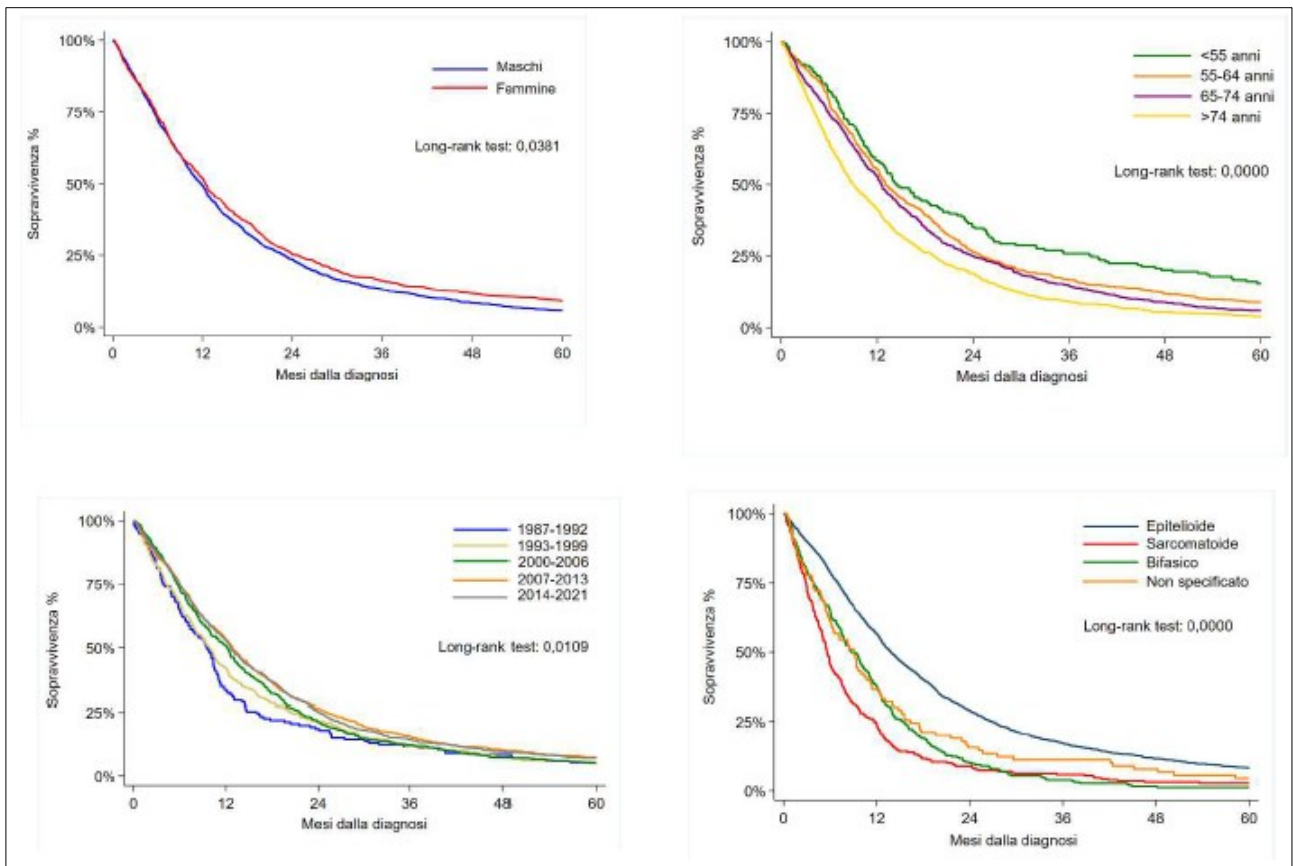 100%
75%
50%
25%
0%
Sopravvivenza %
Maschi
Femmine
Long-rank test: 0,0381
0 12 24 36 48 60
Mesi dalla diagnosi
100%
75%
50%
25%
0%
Sopravvivenza %
<55 anni
55-64 anni
65-74 anni
>74 anni
Long-rank test: 0,0000
0 12 24 36 48 60
Mesi dalla diagnosi
100%
75%
50%
25%
0%
Sopravvivenza %
1987-1992
1993-1999
2000-2006
2007-2013
2014-2021
Long-rank test: 0,0109
0 12 24 36 48 60
Mesi dalla diagnosi
100%
75%
50%
25%
0%
Sopravvivenza %
Epitelioide
Sarcomatoide
Bifasico
Non specificato
Long-rank test: 0,0000
0 12 24 36 48 60
Mesi dalla diagnosi